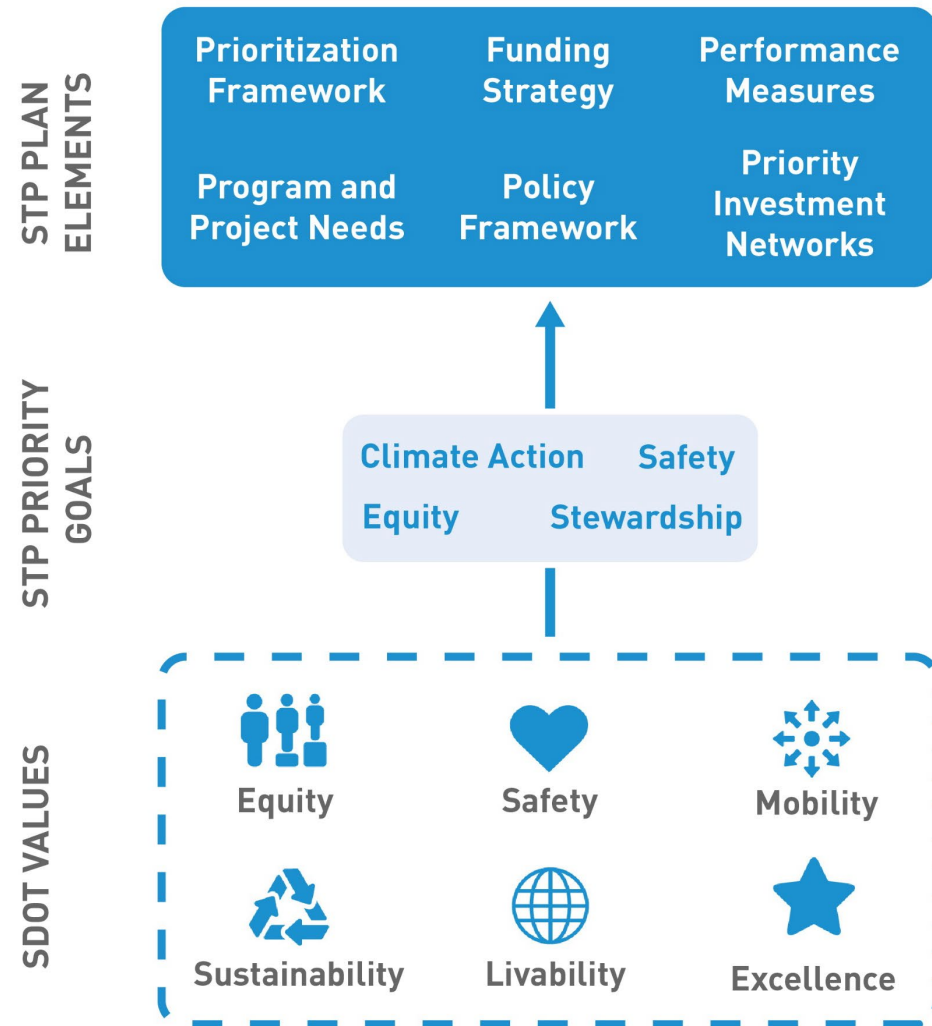 STP PLAN
ELEMENTS
Prioritization
Framework
Funding
Strategy
Performance
Measures
Program and
Project Needs
Policy
Framework
Priority
Investment
Networks
STP PRIORITY
GOALS
Climate Action
Safety
Equity
Stewardship
SDOT VALUES
Equity
Safety
Mobility
Sustainability
Livability
Excellence